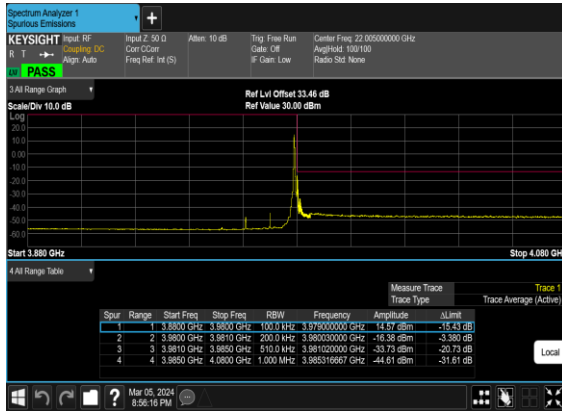 Spectrum Analyzer 1
Spurious Emissions
+
KEYSIGHT Input: RF Input Z: 50 Ω Atten: 10 dB Trig: Free Run Center Freq: 22.005000000 GHz
R T Coupling: DC Corr CCorr Gate: Off Avg|Hold: 100/100
Align: Auto Freq Ref: Int (S) IF Gain: Low Radio Std: None
LV PASS
3 All Range Graph
Ref Lvl Offset 33.46 dB
Scale/Div 10.0 dB Ref Value 30.00 dBm
Log
20.0
10.0
0.00
-10.0
-20.0
-30.0
-40.0
-50.0
-60.0
Start 3.880 GHz Stop 4.080 GH
4 All Range Table
Measure Trace Trace 1
Trace Type Trace Average (Active)
Spur Range Start Freq Stop Freq RBW Frequency Amplitude ΔLimit
1 1 3.8800 GHz 3.9800 GHz 100.0 kHz 3.979000000 GHz 14.57 dBm -15.43 dB
2 2 3.9800 GHz 3.9810 GHz 200.0 kHz 3.980030000 GHz -16.38 dBm -3.380 dB
3 3 3.9810 GHz 3.9850 GHz 510.0 kHz 3.981020000 GHz -33.73 dBm -20.73 dB
4 4 3.9850 GHz 4.0800 GHz 1.000 MHz 3.985316667 GHz -44.61 dBm -31.61 dB
Local
? Mar 05, 2024
8:56:16 PM